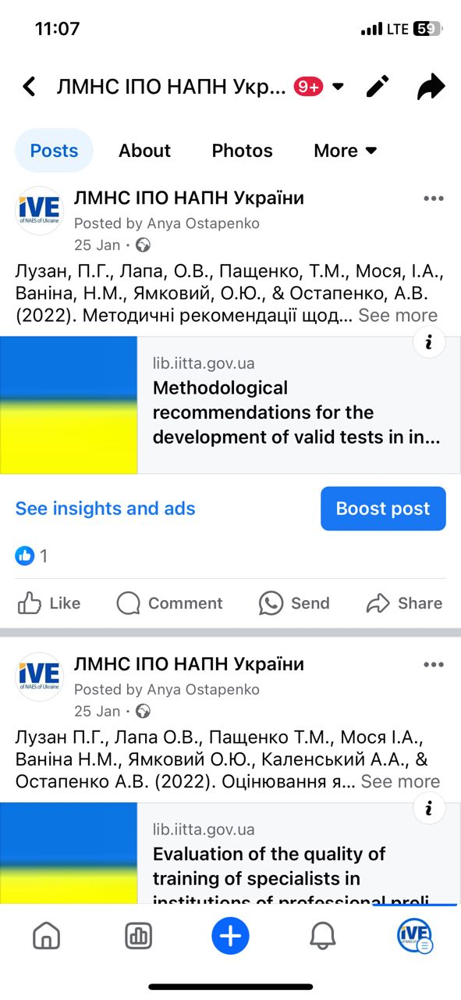 11:07
LTE 59
ЛМНС ІПО НАПН Укр... 9+
Posts About Photos More
iVE
of NAES of Ukraine
ЛМНС ІПО НАПН України
Posted by Anya Ostapenko
25 Jan ·
Лузан, П.Г., Лапа, О.В., Пащенко, Т.М., Мося, І.А.,
Ваніна, Н.М., Ямковий, О.Ю., & Остапенко, А.В.
(2022). Методичні рекомендації щод... See more
lib.iitta.gov.ua
Methodological
recommendations for the
development of valid tests in in...
See insights and ads
Boost post
1
Like Comment Send Share
iVE
of NAES of Ukraine
ЛМНС ІПО НАПН України
Posted by Anya Ostapenko
25 Jan ·
Лузан П.Г., Лапа О.В., Пащенко Т.М., Мося І.А.,
Ваніна Н.М., Ямковий О.Ю., Каленський А.А., &
Остапенко А.В. (2022). Оцінювання я... See more
lib.iitta.gov.ua
Evaluation of the quality of
training of specialists in
institutions of professional preli
iVE